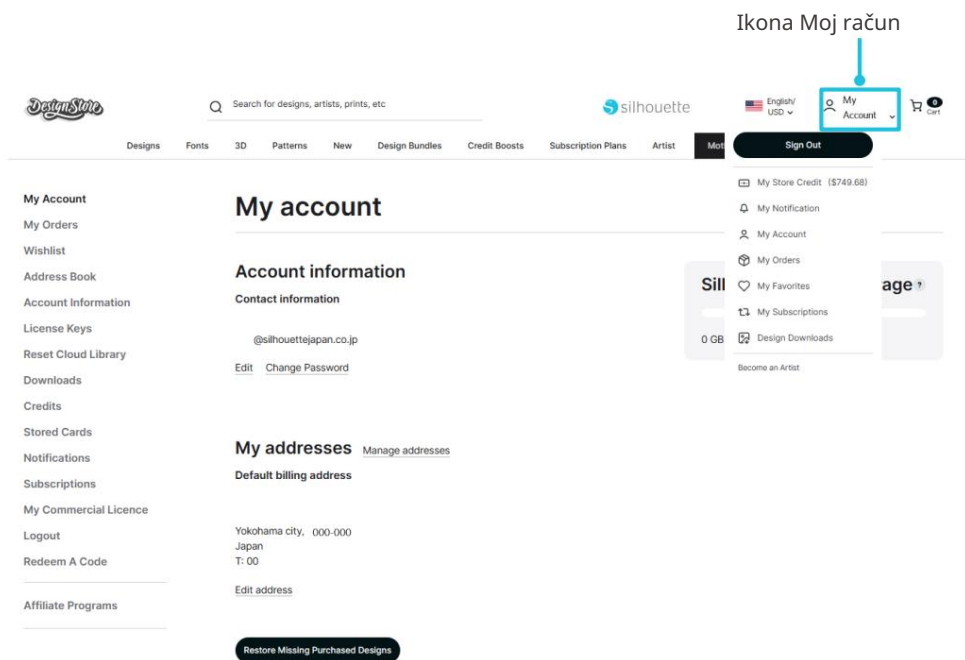 Ikona Moj račun
DesignStore
Search for designs, artists, prints, etc
silhouette
English/
USD
My
Account
0
Cart
Designs Fonts 3D Patterns New Design Bundles Credit Boosts Subscription Plans Artist
Sign Out
My Store Credit ($749.68)
My Notification
My Account
My Orders
My Favorites
My Subscriptions
Design Downloads
Become an Artist
My Account
My Orders
Wishlist
Address Book
Account Information
License Keys
Reset Cloud Library
Downloads
Credits
Stored Cards
Notifications
Subscriptions
My Commercial Licence
Logout
Redeem A Code
Affiliate Programs
My account
Account information
Contact information
@silhouettejapan.co.jp
Edit Change Password
0 GB
My addresses Manage addresses
Default billing address
Yokohama city, 000-000
Japan
T: 00
Edit address
Restore Missing Purchased Designs